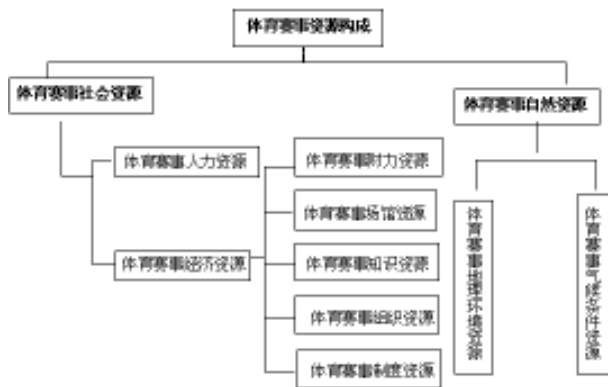 体育赛事资源构成
体育赛事社会资源
体育赛事自然资源
体育赛事人力资源
体育赛事财力资源
体育赛事场馆资源
体育赛事经济资源
体育赛事知识资源
体育赛事组织资源
体育赛事制度资源
体育赛事地理环境资源
体育赛事气候条件资源